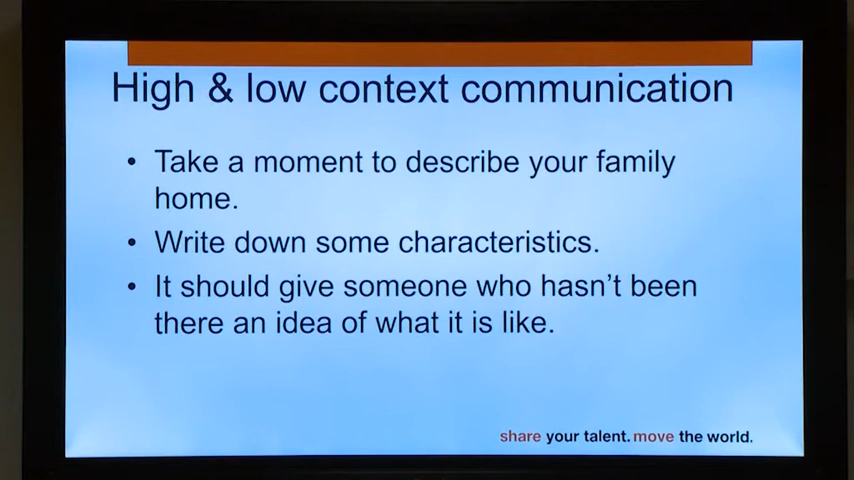 High & low context communication
• Take a moment to describe your family
home.
• Write down some characteristics.
• It should give someone who hasn't been
there an idea of what it is like.
share your talent. move the world.